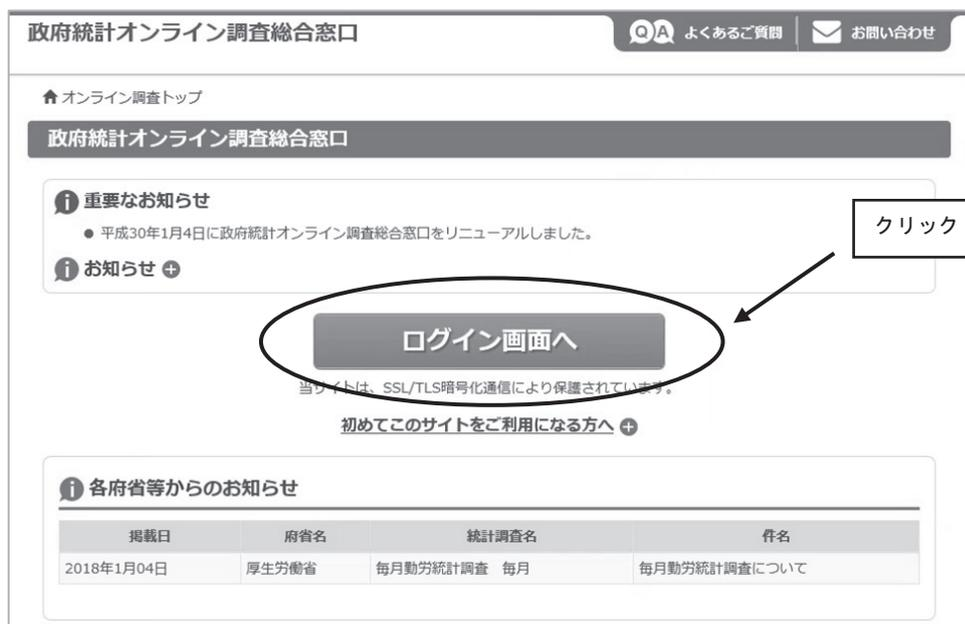 政府統計オンライン調査総合窓口
QA よくあるご質問 お問い合わせ
オンライン調査トップ
政府統計オンライン調査総合窓口
重要なお知らせ
● 平成30年1月4日に政府統計オンライン調査総合窓口をリニューアルしました。
クリック
お知らせ
ログイン画面へ
当サイトは、SSL/TLS暗号化通信により保護されています。
初めてこのサイトをご利用になる方へ
各府省等からのお知らせ
掲載日 府省名 統計調査名 件名
2018年1月04日 厚生労働省 毎月勤労統計調査 毎月 毎月勤労統計調査について